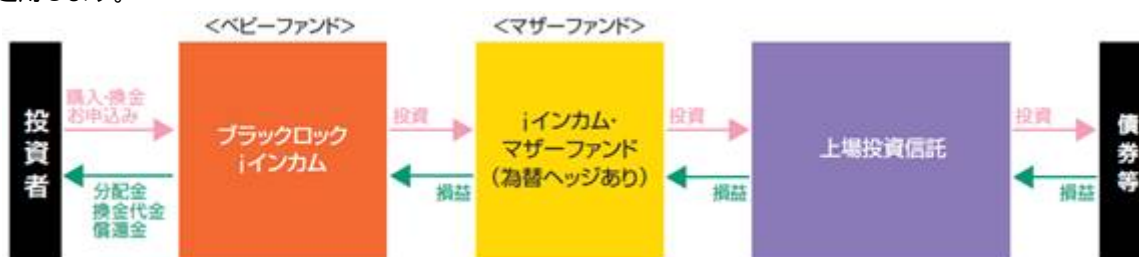 運用します。
<ベビーファンド>
<マザーファンド>
投資者
購入・換金
お申込み
分配金
換金代金
償還金
ブラックロック
iインカム
投資
損益
iインカム・
マザーファンド
(為替ヘッジあり)
投資
損益
上場投資信託
投資
損益
債券等